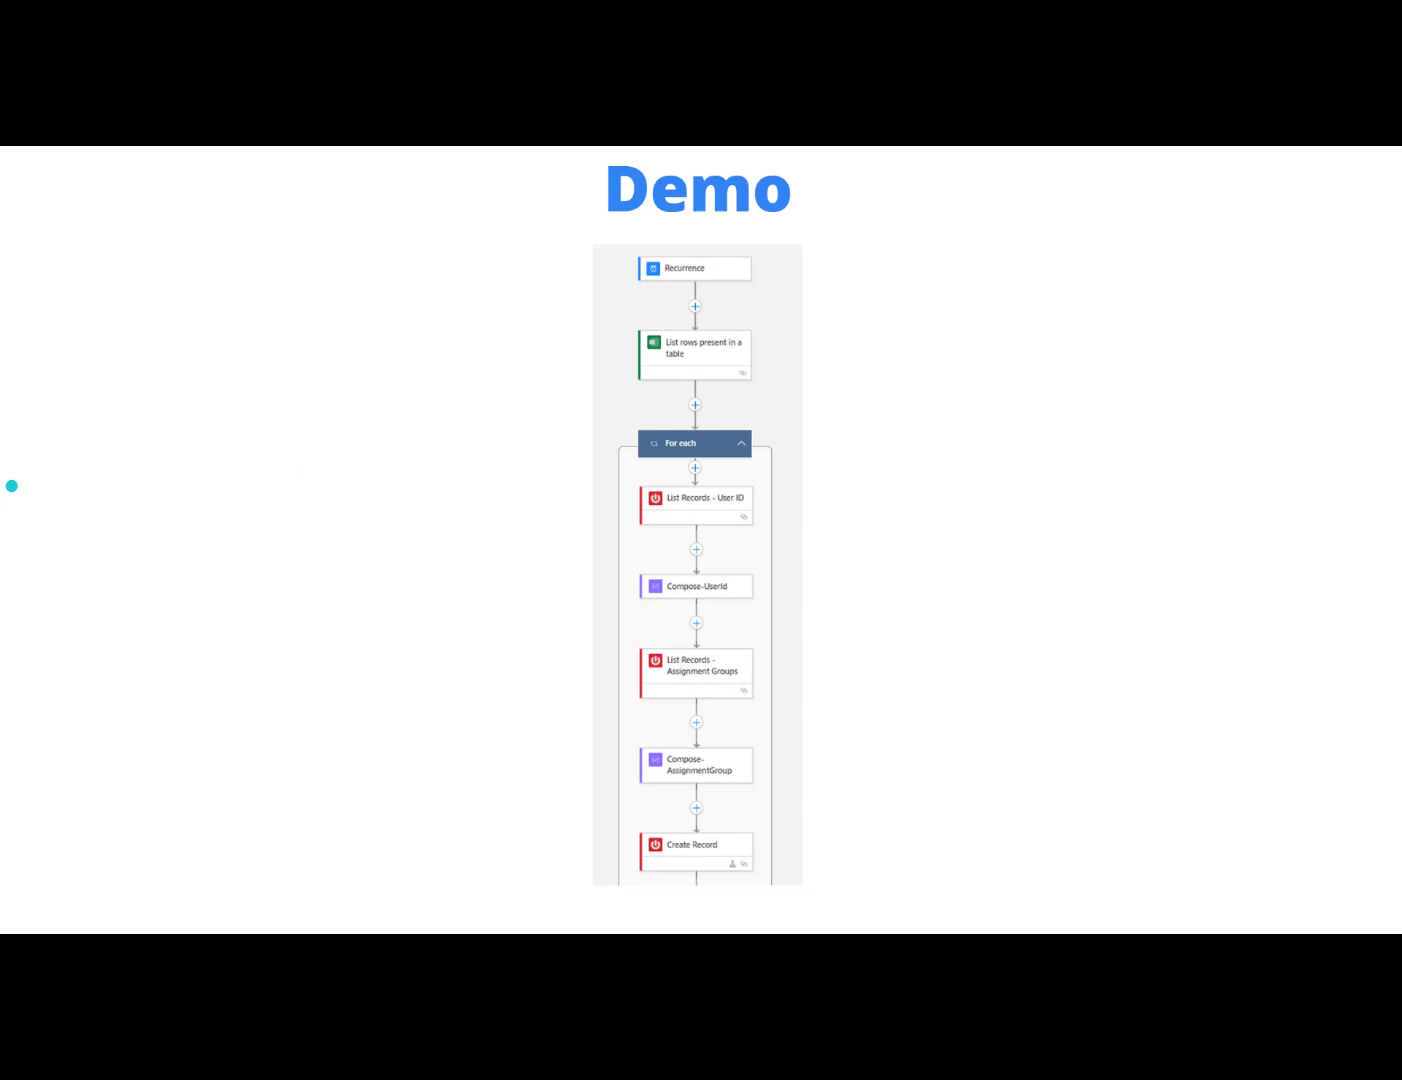 Demo
Recurrence
List rows present in a
table
For each
List Records - User ID
Compose-UserId
List Records -
Assignment Groups
Compose-
AssignmentGroup
Create Record